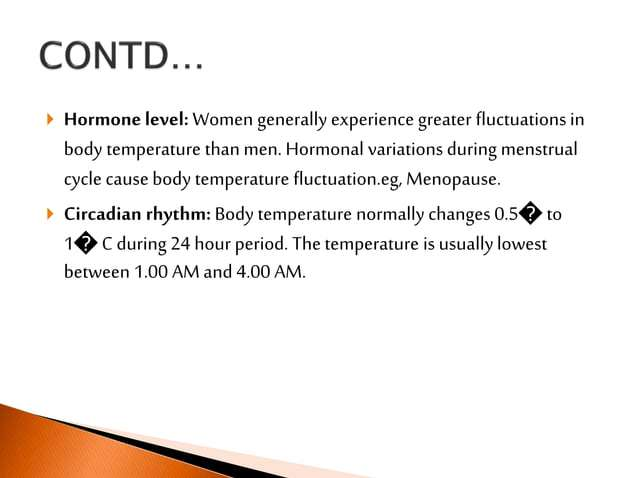 CONTD...
Hormone level: Women generally experience greater fluctuations in
body temperature than men. Hormonal variations during menstrual
cycle cause body temperature fluctuation.eg, Menopause.
Circadian rhythm: Body temperature normally changes 0.5� to
1� C during 24 hour period. The temperature is usually lowest
between 1.00 AM and 4.00 AM.